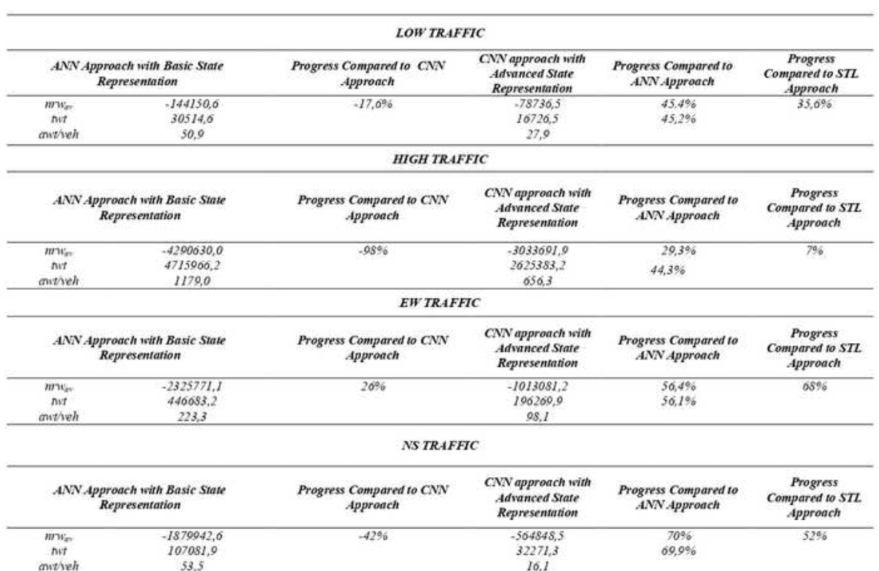 LOW TRAFFIC
ANN Approach with Basic State Representation | Progress Compared to CNN Approach | CNN approach with Advanced State Representation | Progress Compared to ANN Approach | Progress Compared to STL Approach
nrw | -144150,6 | -17,6% | -78736,5 | 45.4% | 35,6%
twt | 30514,6 | 16726,5 | 45,2%
awt/veh | 50,9 | 27,9
HIGH TRAFFIC
ANN Approach with Basic State Representation | Progress Compared to CNN Approach | CNN approach with Advanced State Representation | Progress Compared to ANN Approach | Progress Compared to STL Approach
nrw | -4290630,0 | -98% | -3033691,9 | 29,3% | 7%
twt | 4715966,2 | 2625383,2 | 44,3%
awt/veh | 1179,0 | 656,3
EW TRAFFIC
ANN Approach with Basic State Representation | Progress Compared to CNN Approach | CNN approach with Advanced State Representation | Progress Compared to ANN Approach | Progress Compared to STL Approach
nrw | -2325771,1 | 26% | -1013081,2 | 56,4% | 68%
twt | 446683,2 | 196269,9 | 56,1%
awt/veh | 223,3 | 98,1
NS TRAFFIC
ANN Approach with Basic State Representation | Progress Compared to CNN Approach | CNN approach with Advanced State Representation | Progress Compared to ANN Approach | Progress Compared to STL Approach
nrw | -1879942,6 | -42% | -564848,5 | 70% | 52%
twt | 107081,9 | 32271,3 | 69,9%
awt/veh | 53,5 | 16,1